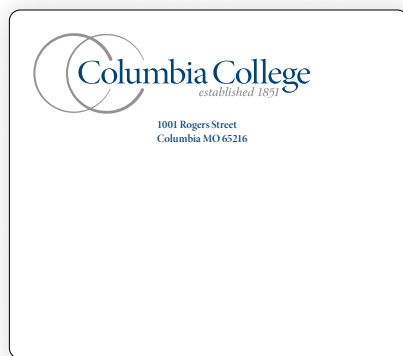 Columbia College
established 1851
1001 Rogers Street
Columbia MO 65216